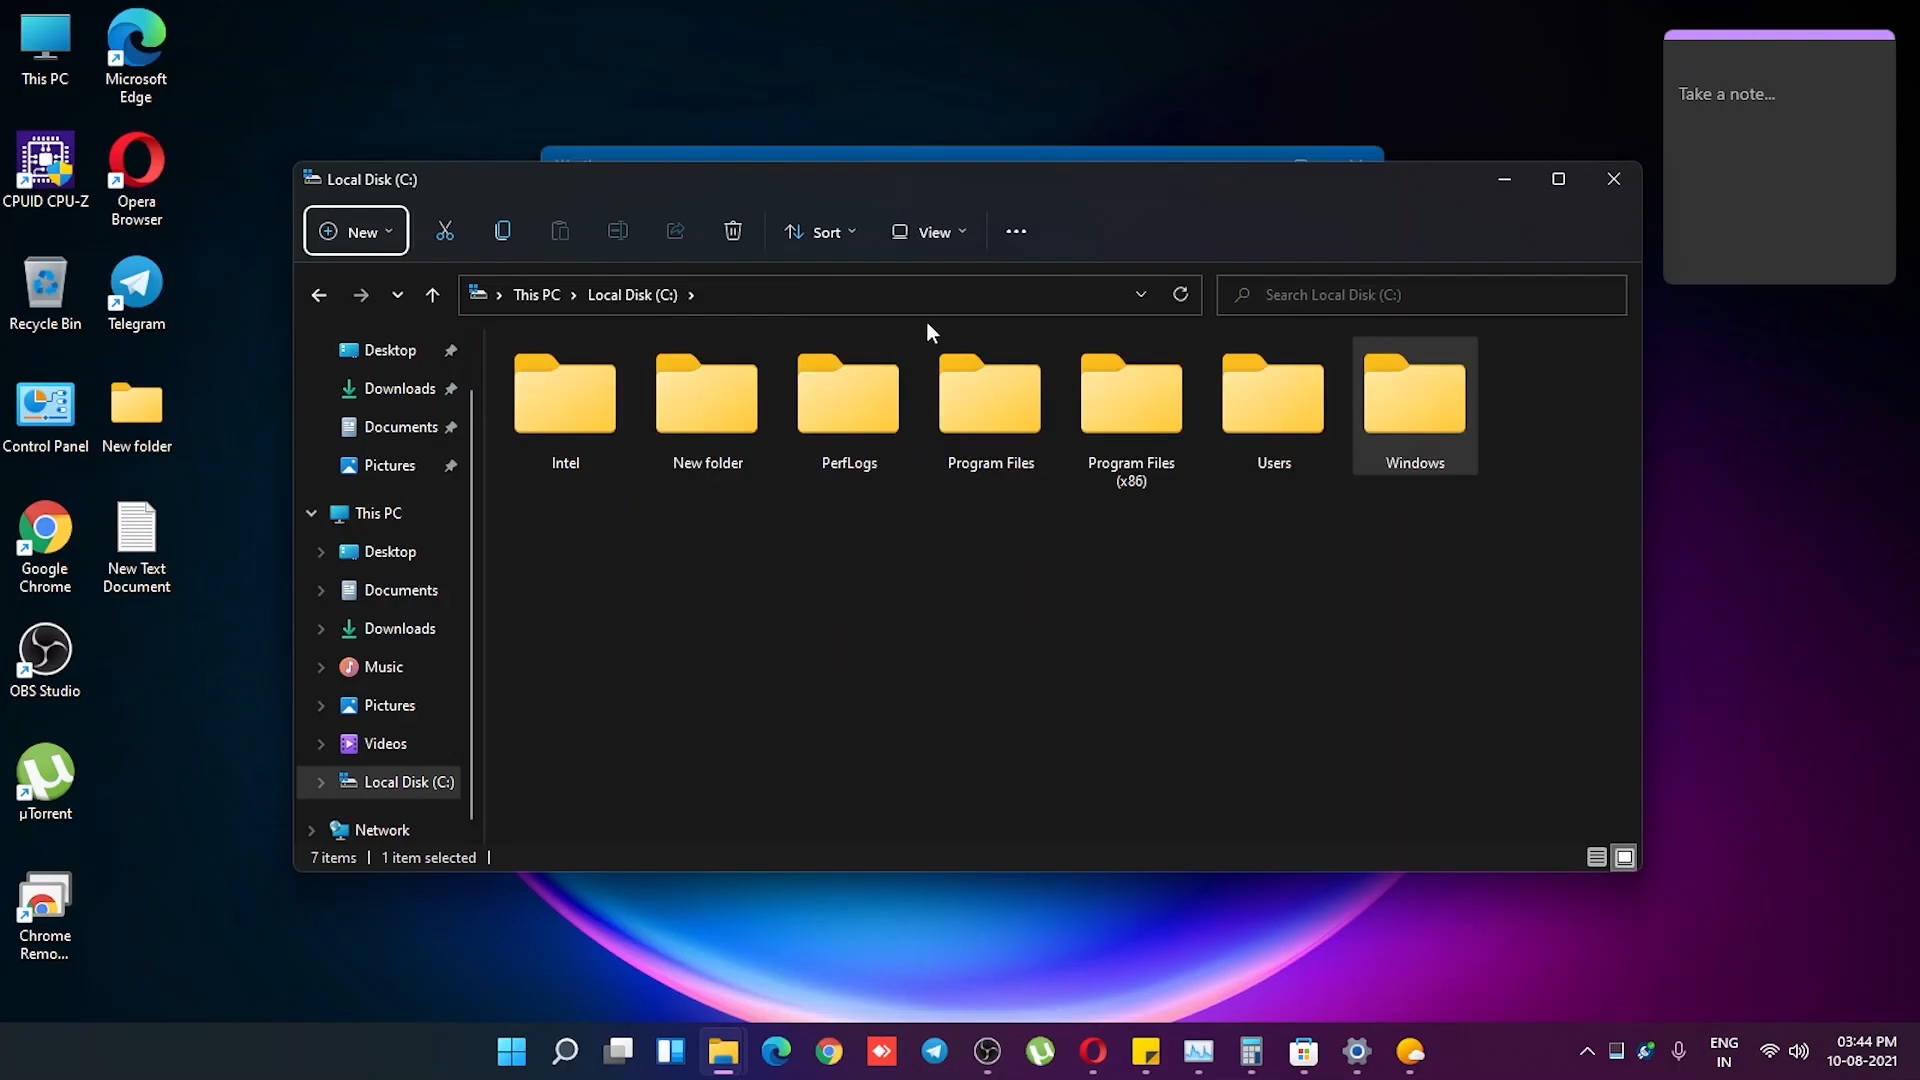 This PC
Microsoft
Edge
CPUID CPU-Z
Opera
Browser
Recycle Bin
Telegram
Control Panel
New folder
Google
Chrome
New Text
Document
OBS Studio
µTorrent
Chrome
Remo...
Take a note...
Local Disk (C:)
New
Sort
View
This PC
Local Disk (C:)
Search Local Disk (C:)
Desktop
Downloads
Documents
Pictures
This PC
Desktop
Documents
Downloads
Music
Pictures
Videos
Local Disk (C:)
Network
Intel
New folder
PerfLogs
Program Files
Program Files
(x86)
Users
Windows
7 items
1 item selected
ENG
IN
03:44 PM
10-08-2021